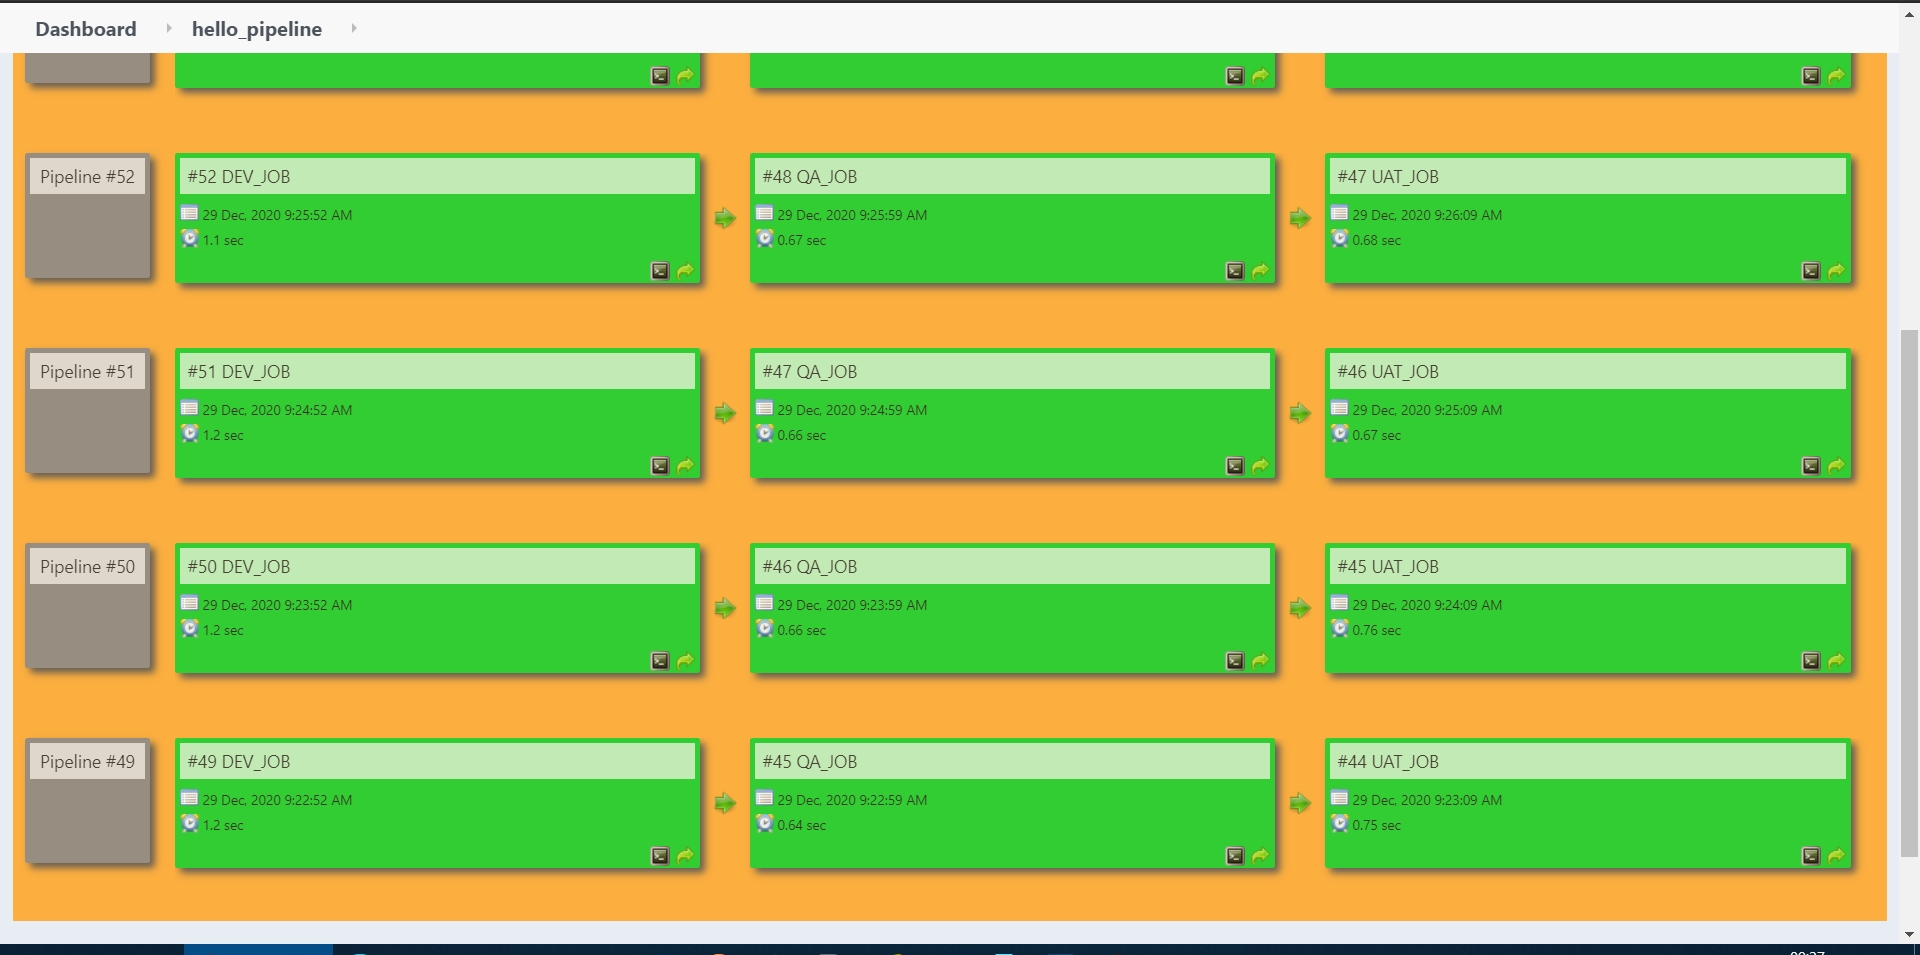 Dashboard hello_pipeline
Pipeline #52
#52 DEV_JOB
29 Dec, 2020 9:25:52 AM
1.1 sec
#48 QA_JOB
29 Dec, 2020 9:25:59 AM
0.67 sec
#47 UAT_JOB
29 Dec, 2020 9:26:09 AM
0.68 sec
Pipeline #51
#51 DEV_JOB
29 Dec, 2020 9:24:52 AM
1.2 sec
#47 QA_JOB
29 Dec, 2020 9:24:59 AM
0.66 sec
#46 UAT_JOB
29 Dec, 2020 9:25:09 AM
0.67 sec
Pipeline #50
#50 DEV_JOB
29 Dec, 2020 9:23:52 AM
1.2 sec
#46 QA_JOB
29 Dec, 2020 9:23:59 AM
0.66 sec
#45 UAT_JOB
29 Dec, 2020 9:24:09 AM
0.76 sec
Pipeline #49
#49 DEV_JOB
29 Dec, 2020 9:22:52 AM
1.2 sec
#45 QA_JOB
29 Dec, 2020 9:22:59 AM
0.64 sec
#44 UAT_JOB
29 Dec, 2020 9:23:09 AM
0.75 sec